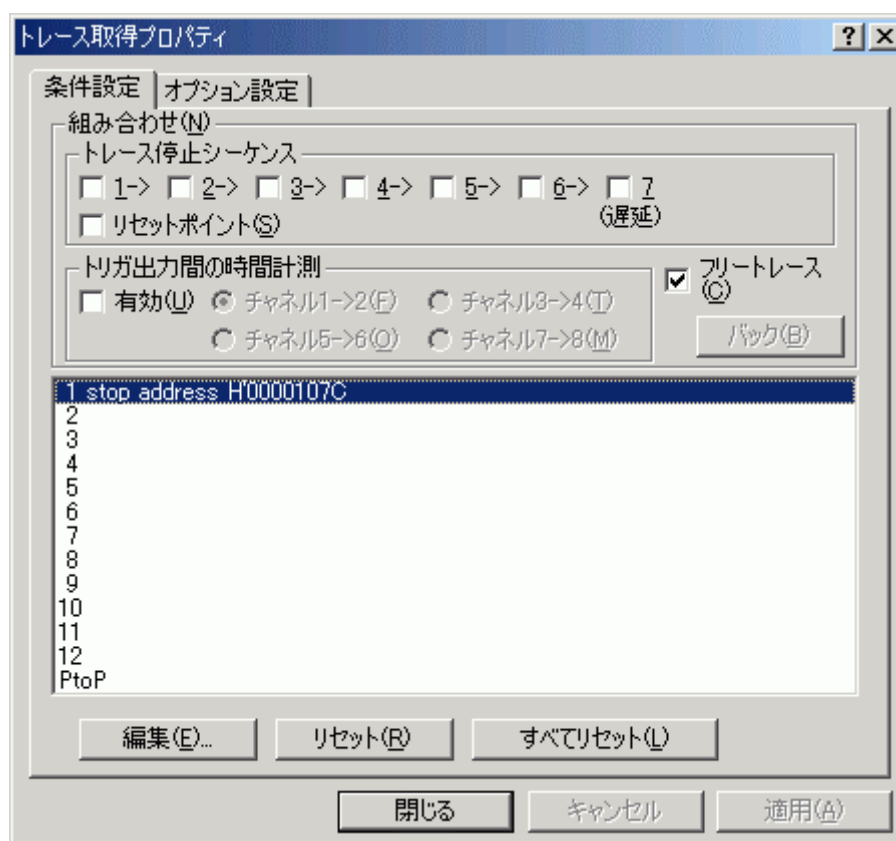 トレース取得プロパティ
条件設定 オプション設定
組み合わせ(N)
トレース停止シーケンス
1-> 2-> 3-> 4-> 5-> 6-> 7
(遅延)
リセットポイント(S)
トリガ出力間の時間計測
有効(U) チャネル1->2(F) チャネル3->4(T)
チャネル5->6(O) チャネル7->8(M)
フリートレース
(C)
バック(B)
1 stop address H'0000107C
2
3
4
5
6
7
8
9
10
11
12
PtoP
編集(E)... リセット(R) すべてリセット(L)
閉じる キャンセル 適用(A)